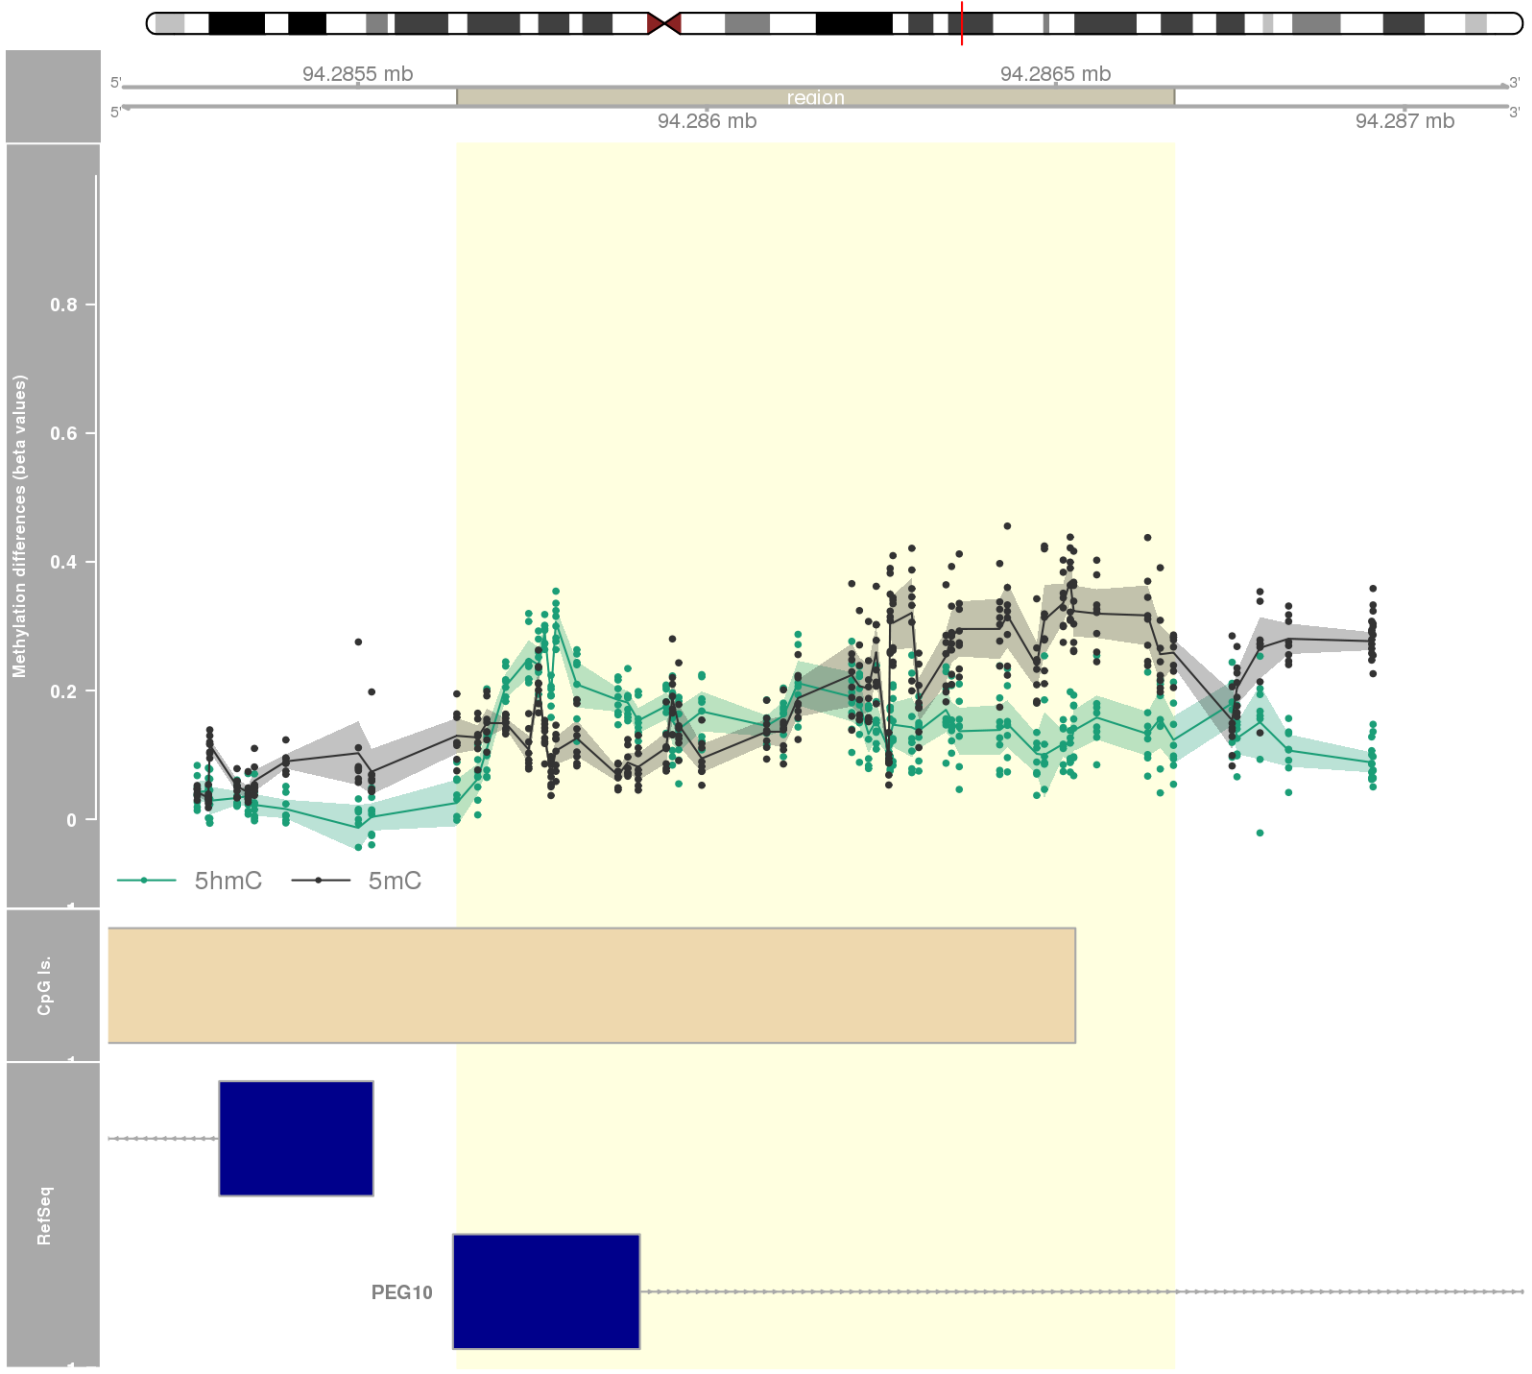 94.2855 mb
94.2865 mb
5'
3'
region
5'
3'
94.286 mb
94.287 mb
Methylation differences (beta values)
0.8
0.6
0.4
0.2
0
5hmC
5mC
CpG Is.
RefSeq
PEG10